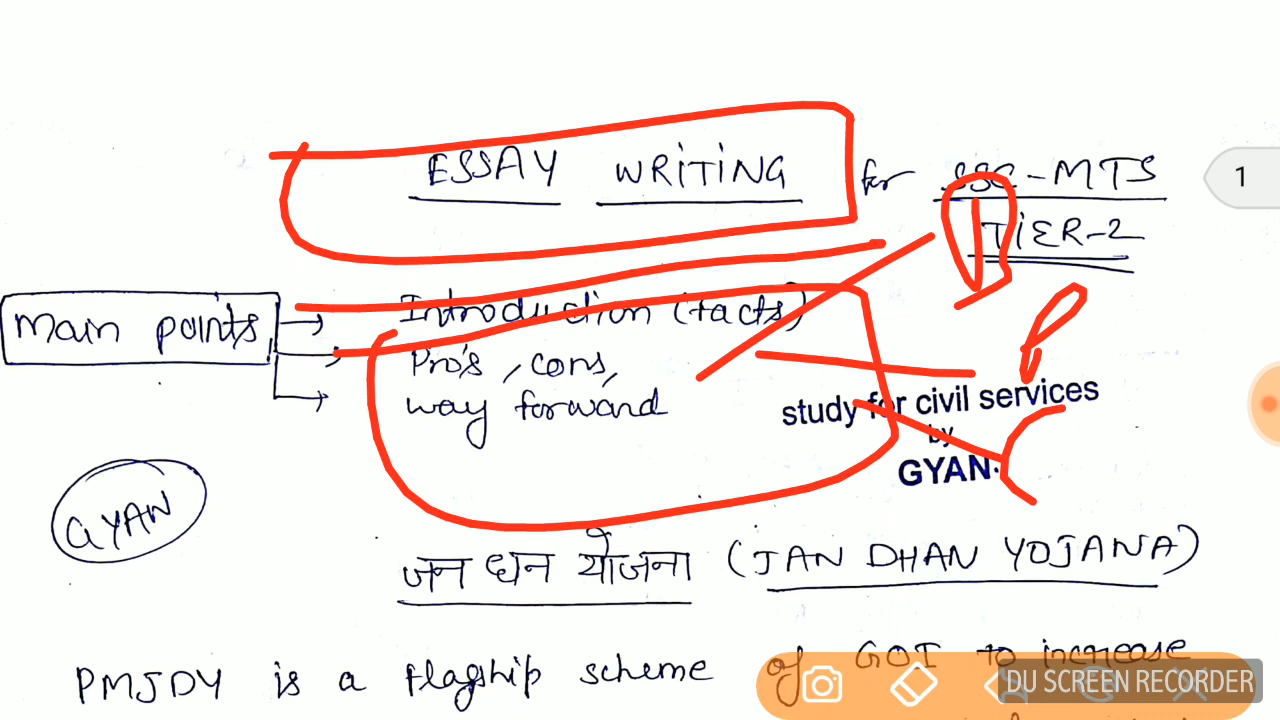 ESSAY WRITING for SSC-MTS
TIER-2
1
Main points → Introduction (facts)
→ Pro's, cons,
→ way forward
study for civil services
by
GYAN.
GYAN
जन धन योजना (JAN DHAN YOJANA)
PMJDY is a flagship scheme of GOI to increase
DU SCREEN RECORDER